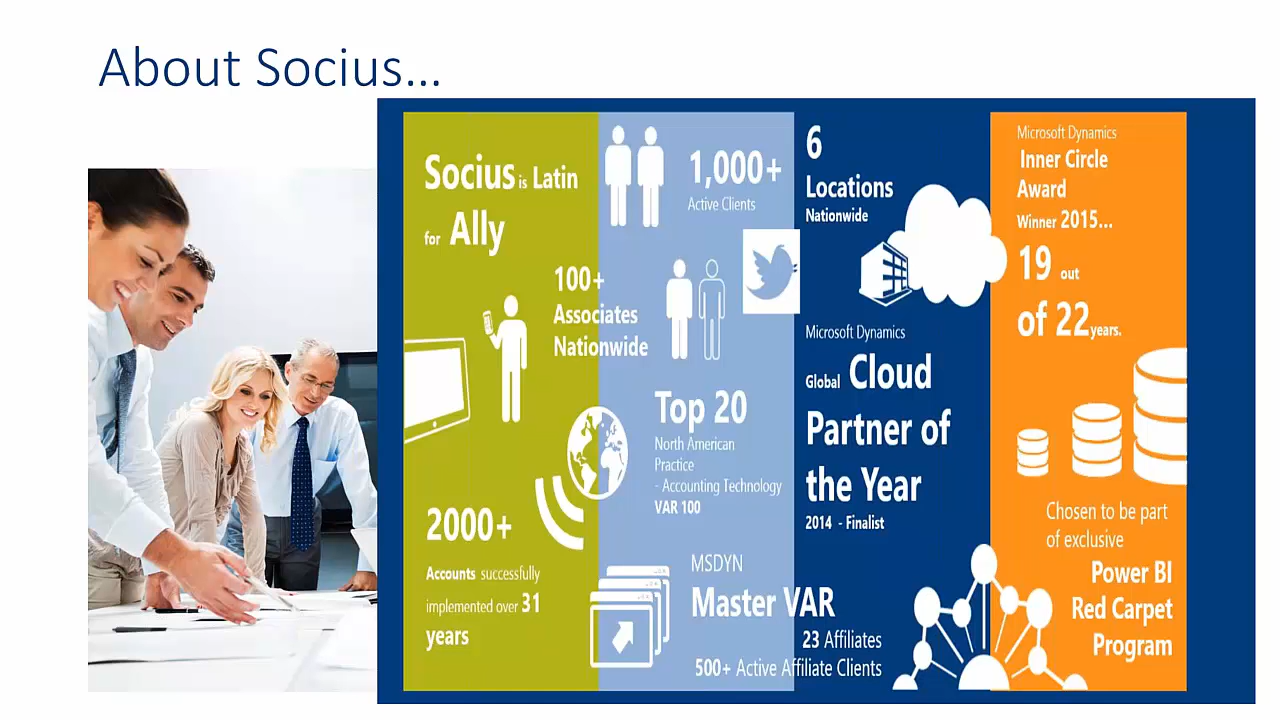 About Socius...
Socius is Latin
for Ally
100+
Associates
Nationwide
2000+
Accounts successfully
implemented over 31
years
1,000+
Active Clients
Top 20
North American
Practice
- Accounting Technology
VAR 100
MSDYN
Master VAR
23 Affiliates
500+ Active Affiliate Clients
6
Locations
Nationwide
Microsoft Dynamics
Global Cloud
Partner of
the Year
2014 - Finalist
Microsoft Dynamics
Inner Circle
Award
Winner 2015...
19 out
of 22 years.
Chosen to be part
of exclusive
Power BI
Red Carpet
Program